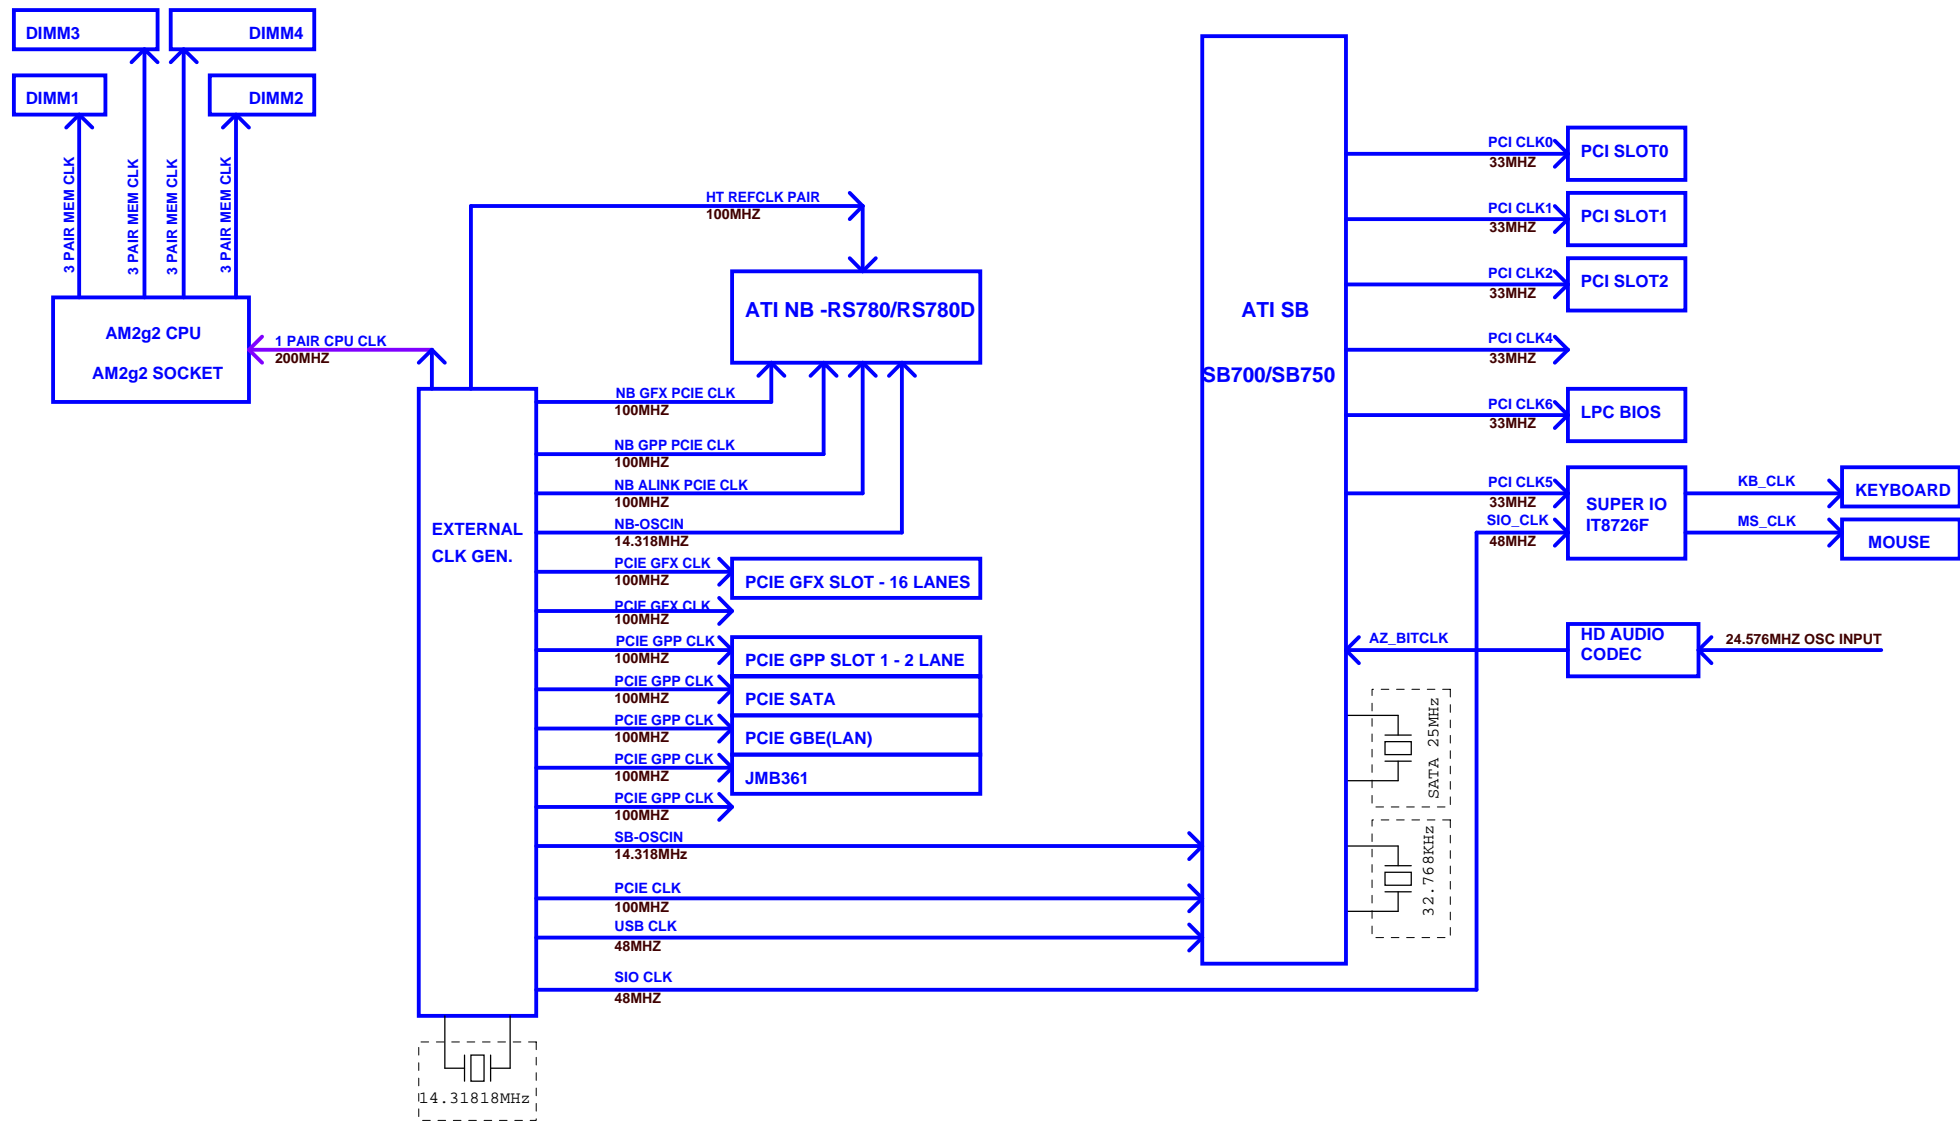 DIMM3
DIMM4
DIMM1
DIMM2
3 PAIR MEM CLK
3 PAIR MEM CLK
3 PAIR MEM CLK
3 PAIR MEM CLK
AM2g2 CPU
AM2g2 SOCKET
1 PAIR CPU CLK
200MHZ
HT REFCLK PAIR
100MHZ
ATI NB -RS780/RS780D
EXTERNAL
CLK GEN.
NB GFX PCIE CLK
100MHZ
NB GPP PCIE CLK
100MHZ
NB ALINK PCIE CLK
100MHZ
NB-OSCIN
14.318MHZ
PCIE GFX CLK
100MHZ
PCIE GFX SLOT - 16 LANES
PCIE GFX CLK
100MHZ
PCIE GPP CLK
100MHZ
PCIE GPP SLOT 1 - 2 LANE
PCIE GPP CLK
100MHZ
PCIE SATA
PCIE GPP CLK
100MHZ
PCIE GBE(LAN)
PCIE GPP CLK
100MHZ
JMB361
PCIE GPP CLK
100MHZ
SB-OSCIN
14.318MHz
PCIE CLK
100MHZ
USB CLK
48MHZ
SIO CLK
48MHZ
14.31818MHz
ATI SB
SB700/SB750
PCI CLK0
33MHZ
PCI SLOT0
PCI CLK1
33MHZ
PCI SLOT1
PCI CLK2
33MHZ
PCI SLOT2
PCI CLK4
33MHZ
PCI CLK6
33MHZ
LPC BIOS
PCI CLK5
33MHZ
SIO_CLK
48MHZ
SUPER IO
IT8726F
KB_CLK
KEYBOARD
MS_CLK
MOUSE
AZ_BITCLK
HD AUDIO
CODEC
24.576MHZ OSC INPUT
SATA 25MHz
32.768KHz